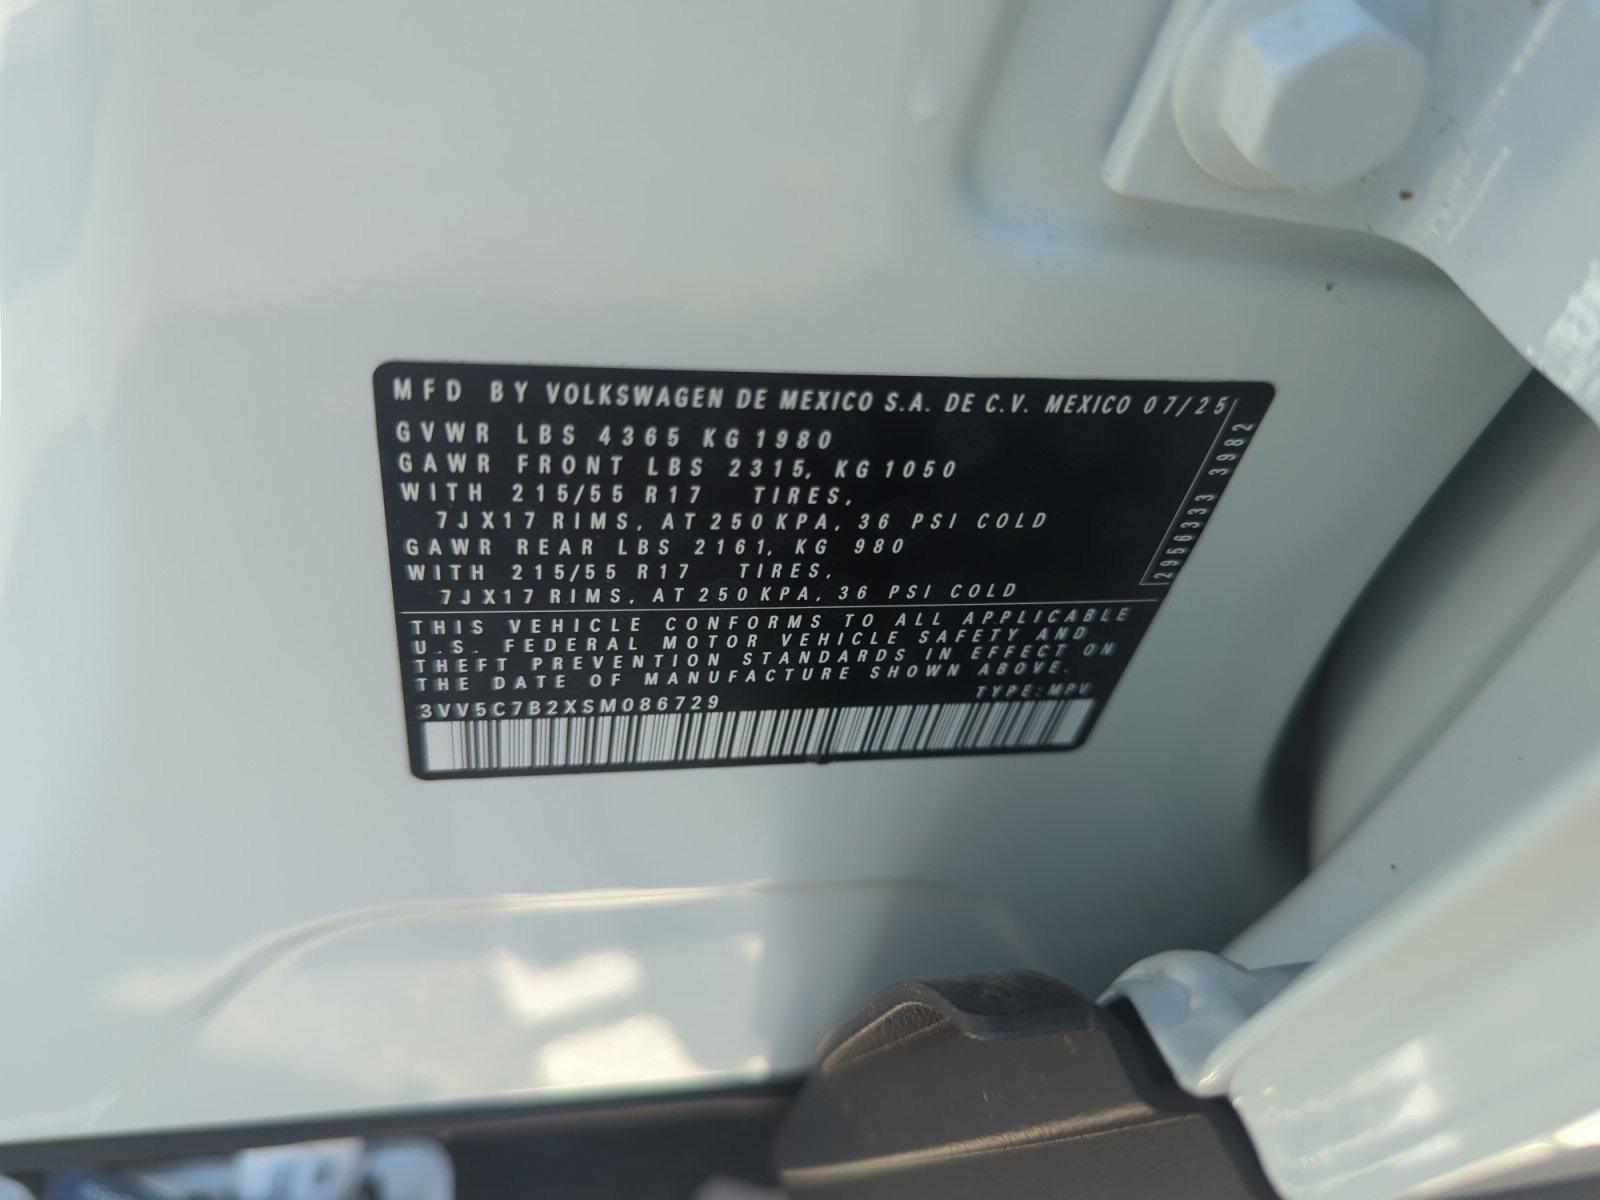 MFD BY VOLKSWAGEN DE MEXICO S.A. DE C.V. MEXICO 07/25
GVWR LBS 4365 KG 1980
GAWR FRONT LBS 2315, KG 1050
WITH 215/55 R17 TIRES,
7JX17 RIMS, AT 250 KPA, 36 PSI COLD
GAWR REAR LBS 2161, KG 980
WITH 215/55 R17 TIRES,
7JX17 RIMS, AT 250 KPA, 36 PSI COLD
2956333 3982
THIS VEHICLE CONFORMS TO ALL APPLICABLE
U.S. FEDERAL MOTOR VEHICLE SAFETY AND
THEFT PREVENTION STANDARDS IN EFFECT ON
THE DATE OF MANUFACTURE SHOWN ABOVE.
TYPE: MPV
3VV5C7B2XSM086729